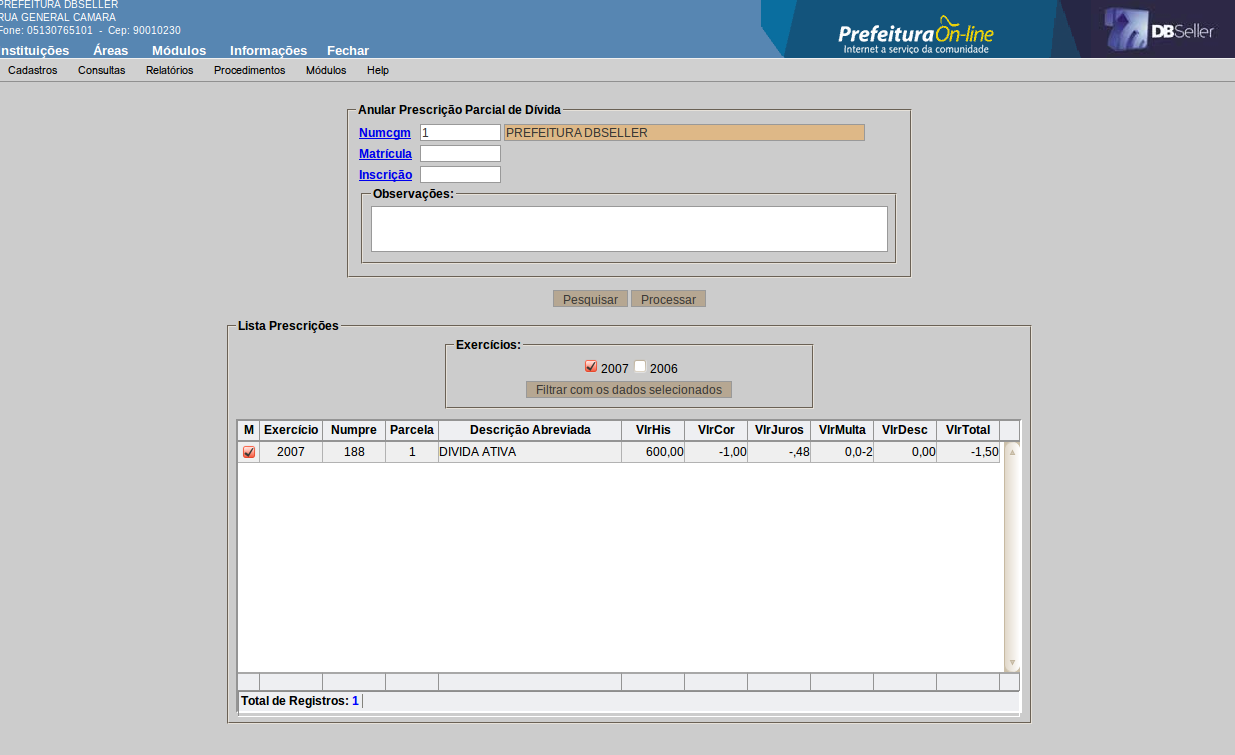 PREFEITURA DBSELLER
RUA GENERAL CAMARA
Fone: 05130765101 - Cep: 90010230
nstituições Áreas Módulos Informações Fechar
PrefeituraOn-line
Internet a serviço da comunidade
DBSeller
Cadastros Consultas Relatórios Procedimentos Módulos Help
Anular Prescrição Parcial de Dívida
Numcgm 1 PREFEITURA DBSELLER
Matrícula
Inscrição
Observações:
Pesquisar Processar
Lista Prescrições
Exercícios:
2007 2006
Filtrar com os dados selecionados
M Exercício Numpre Parcela Descrição Abreviada VlrHis VlrCor VlrJuros VlrMulta VlrDesc VlrTotal
2007 188 1 DIVIDA ATIVA 600,00 -1,00 -,48 0,0-2 0,00 -1,50
Total de Registros: 1